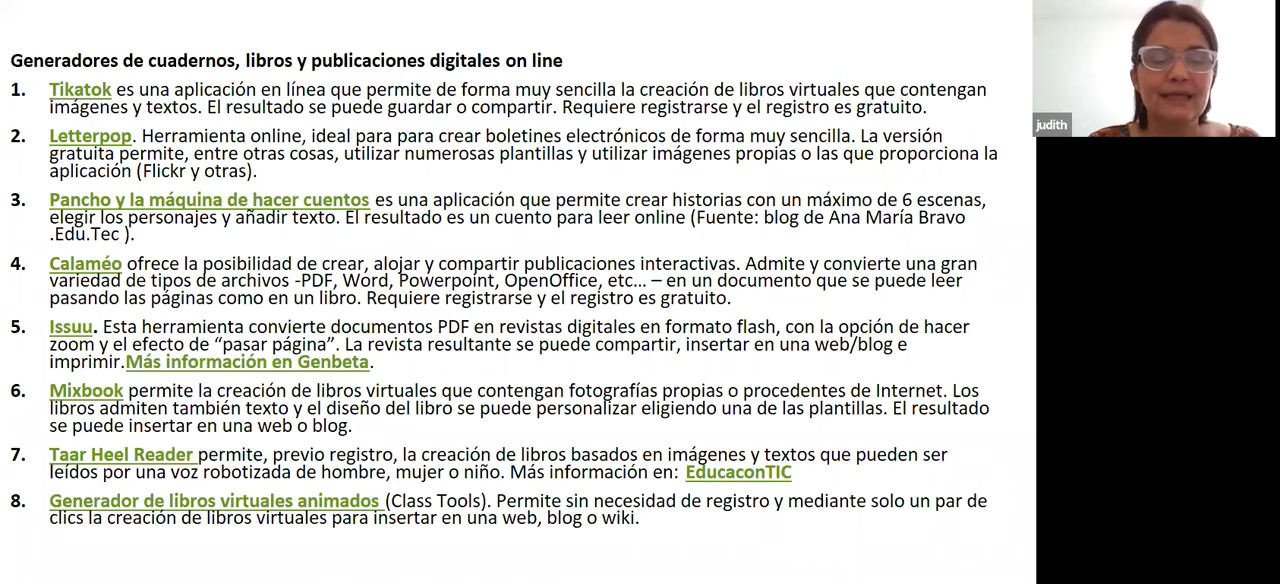 Generadores de cuadernos, libros y publicaciones digitales on line
1. Tikatok es una aplicación en línea que permite de forma muy sencilla la creación de libros virtuales que contengan
imágenes y textos. El resultado se puede guardar o compartir. Requiere registrarse y el registro es gratuito.
2. Letterpop. Herramienta online, ideal para para crear boletines electrónicos de forma muy sencilla. La versión
gratuita permite, entre otras cosas, utilizar numerosas plantillas y utilizar imágenes propias o las que proporciona la
aplicación (Flickr y otras).
3. Pancho y la máquina de hacer cuentos es una aplicación que permite crear historias con un máximo de 6 escenas,
elegir los personajes y añadir texto. El resultado es un cuento para leer online (Fuente: blog de Ana María Bravo
.Edu.Tec ).
4. Calaméo ofrece la posibilidad de crear, alojar y compartir publicaciones interactivas. Admite y convierte una gran
variedad de tipos de archivos -PDF, Word, Powerpoint, OpenOffice, etc... – en un documento que se puede leer
pasando las páginas como en un libro. Requiere registrarse y el registro es gratuito.
5. Issuu. Esta herramienta convierte documentos PDF en revistas digitales en formato flash, con la opción de hacer
zoom y el efecto de “pasar página”. La revista resultante se puede compartir, insertar en una web/blog e
imprimir.Más información en Genbeta.
6. Mixbook permite la creación de libros virtuales que contengan fotografías propias o procedentes de Internet. Los
libros admiten también texto y el diseño del libro se puede personalizar eligiendo una de las plantillas. El resultado
se puede insertar en una web o blog.
7. Taar Heel Reader permite, previo registro, la creación de libros basados en imágenes y textos que pueden ser
leídos por una voz robotizada de hombre, mujer o niño. Más información en: EducaconTIC
8. Generador de libros virtuales animados (Class Tools). Permite sin necesidad de registro y mediante solo un par de
clics la creación de libros virtuales para insertar en una web, blog o wiki.
judith